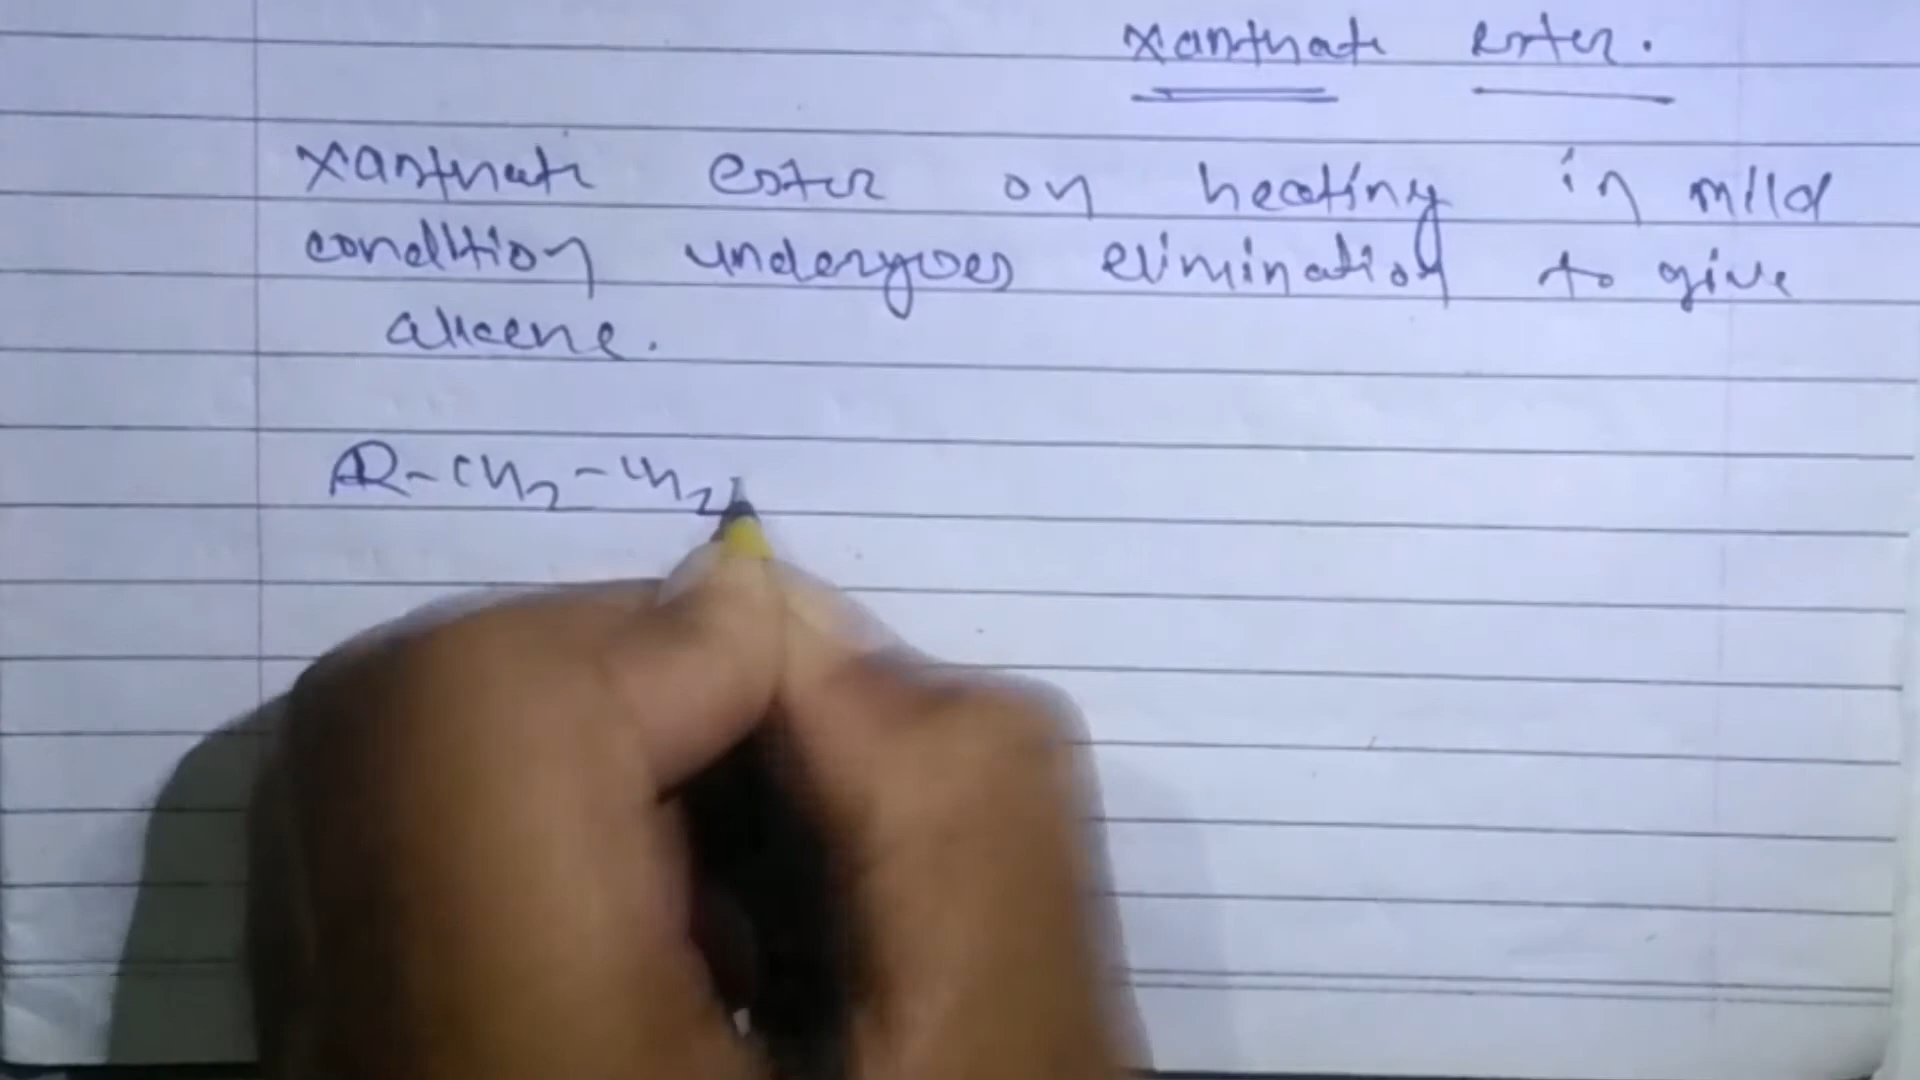 xanthate ester.
xanthate ester on heating in mild
condition undergoes elimination to give
alkene.
R-CH2-CH2